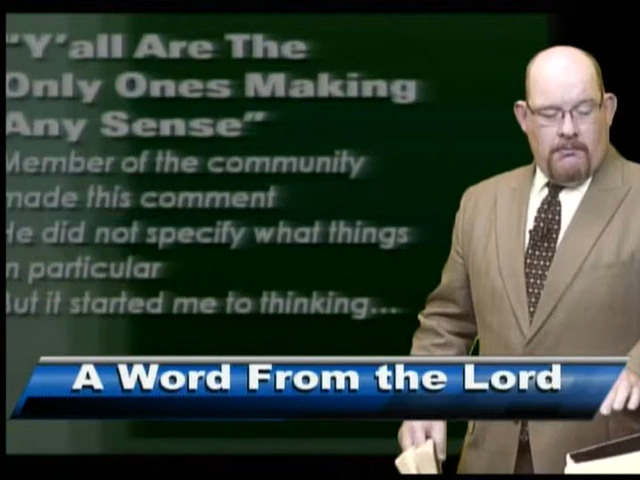 "Y'all Are The
Only Ones Making
Any Sense"
Member of the community
made this comment
He did not specify what things
in particular
But it started me to thinking...
A Word From the Lord